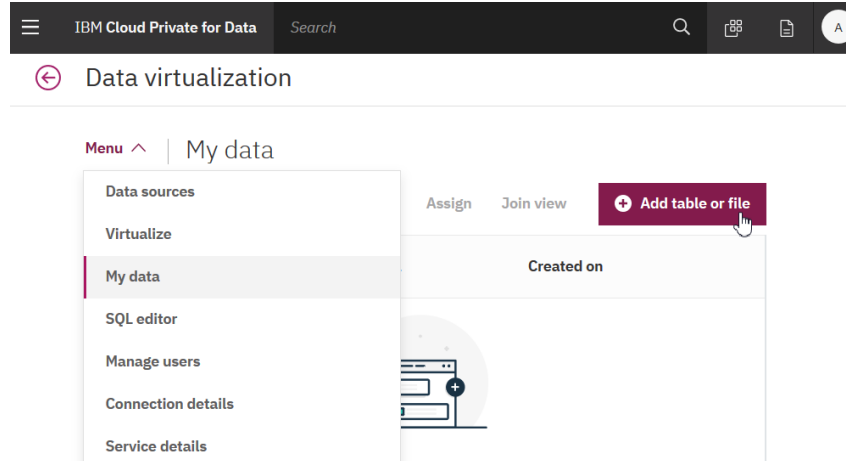 IBM Cloud Private for Data Search A
Data virtualization
Menu My data
Data sources
Assign Join view Add table or file
Virtualize
My data
Created on
SQL editor
Manage users
Connection details
Service details